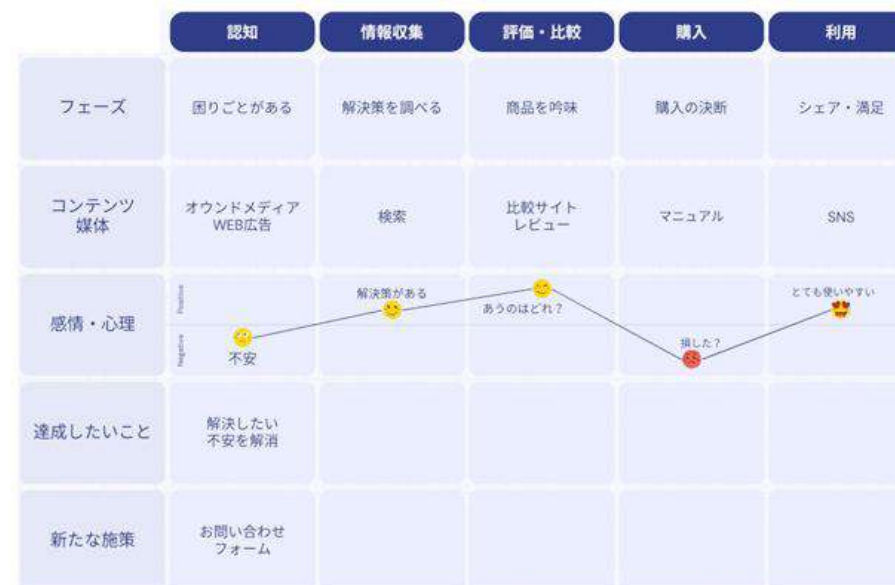 認知
情報収集
評価・比較
購入
利用
フェーズ
困りごとがある
解決策を調べる
商品を吟味
購入の決断
シェア・満足
コンテンツ
媒体
オウンドメディア
WEB広告
検索
比較サイト
レビュー
マニュアル
SNS
感情・心理
Positive
Negative
不安
解決策がある
あうのはどれ？
損した？
とても使いやすい
達成したいこと
解決したい
不安を解消
新たな施策
お問い合わせ
フォーム